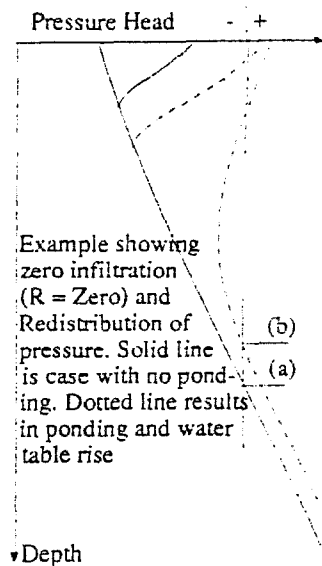 Pressure Head - +
Example showing
zero infiltration
(R = Zero) and
Redistribution of
pressure. Solid line
is case with no pond-
ing. Dotted line results
in ponding and water
table rise
(b)
(a)
Depth